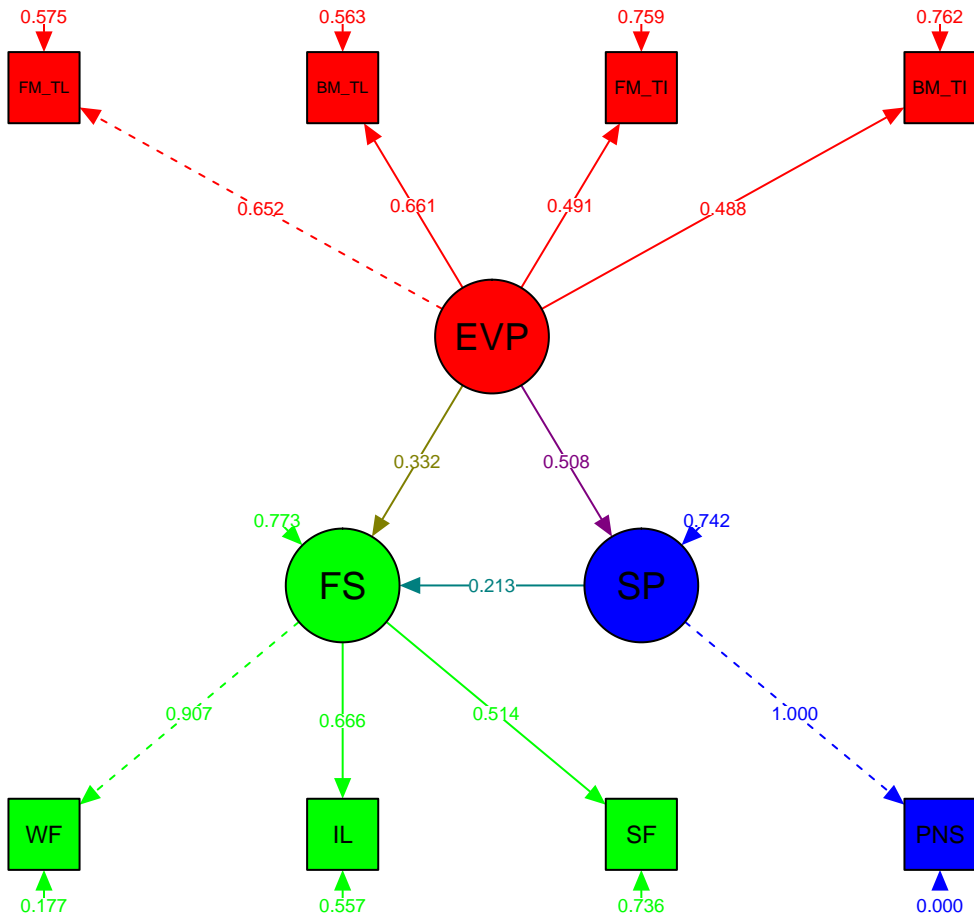 0.575 0.563 0.759 0.762
FM_TL BM_TL FM_TI BM_TI
0.652 0.661 0.491 0.488
EVP
0.332 0.508
0.773 0.742
FS 0.213 SP
0.907 0.666 0.514 1.000
WF IL SF PNS
0.177 0.557 0.736 0.000